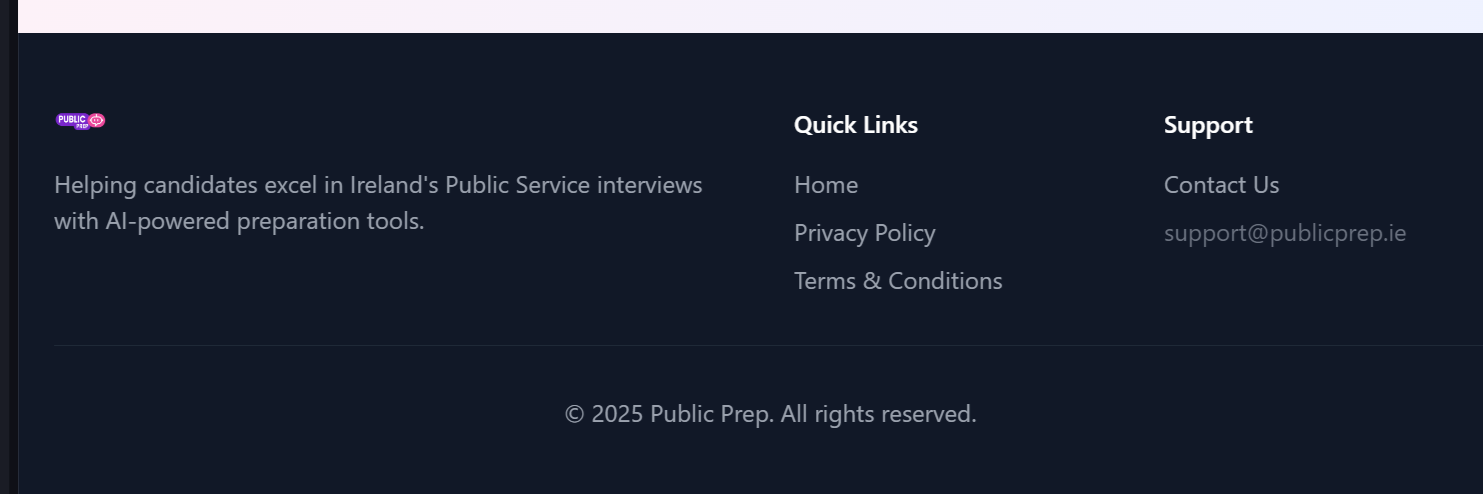 PUBLIC
PREP
Helping candidates excel in Ireland's Public Service interviews
with AI-powered preparation tools.
Quick Links
Home
Privacy Policy
Terms & Conditions
Support
Contact Us
support@publicprep.ie
© 2025 Public Prep. All rights reserved.